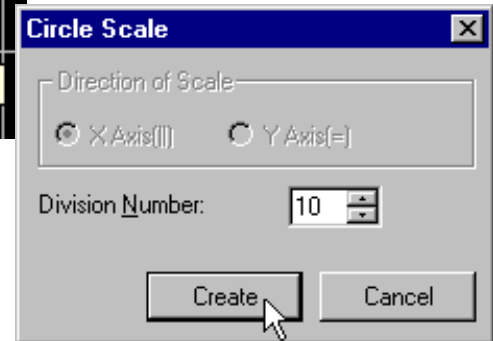 Circle Scale
Direction of Scale
X Axis(||) Y Axis(=)
Division Number: 10
Create Cancel